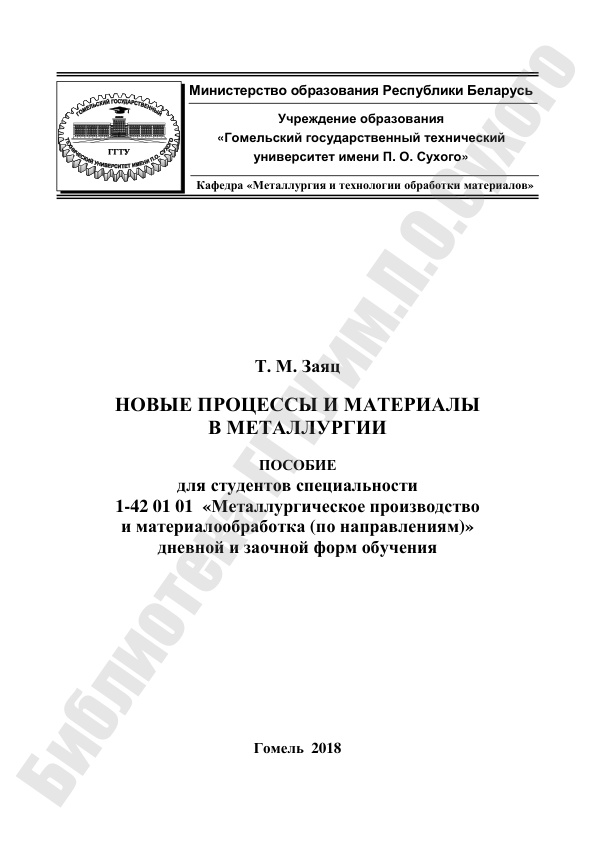 Министерство образования Республики Беларусь
Учреждение образования
«Гомельский государственный технический
университет имени П. О. Сухого»
Кафедра «Металлургия и технологии обработки материалов»
ГОМЕЛЬСКИЙ ГОСУДАРСТВЕННЫЙ
ТЕХНИЧЕСКИЙ УНИВЕРСИТЕТ ИМЕНИ П.О. СУХОГО
ГГТУ
Т. М. Заяц
НОВЫЕ ПРОЦЕССЫ И МАТЕРИАЛЫ
В МЕТАЛЛУРГИИ
ПОСОБИЕ
для студентов специальности
1-42 01 01 «Металлургическое производство
и материалообработка (по направлениям)»
дневной и заочной форм обучения
Гомель 2018
Библиотека ГГТУ им.П.О.Сухого